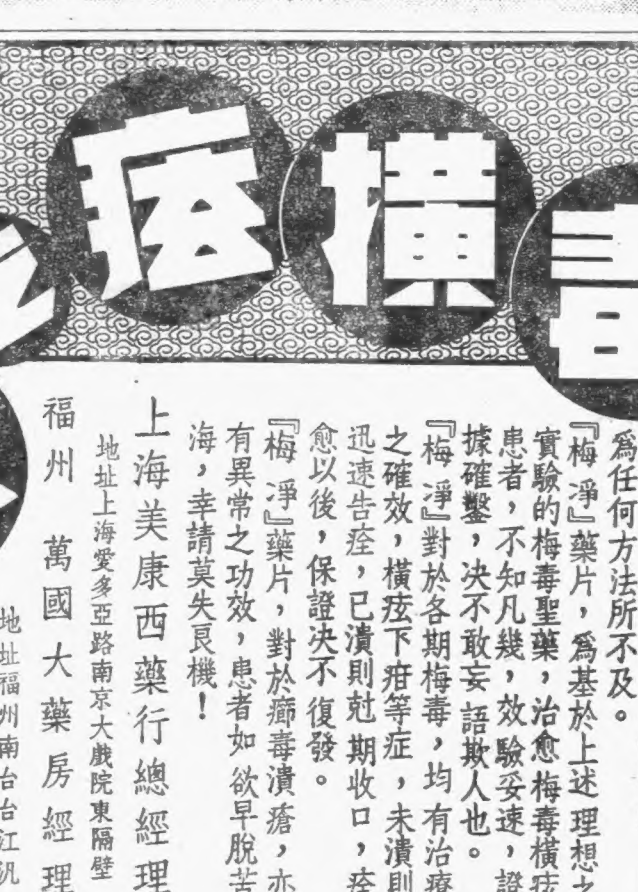 毒橫痃
爲任何方法所不及。
『梅淨』藥片，爲基於上述理想之
實驗的梅毒聖藥，治愈梅毒橫痃
患者，不知凡幾，效驗妥速，證
據確鑿，決不敢妄語欺人也。
『梅淨』對於各期梅毒，均有治療
之確效，橫痃下疳等症，未潰則
迅速告痊，已潰則尅期收口，痊
愈以後，保證決不復發。
『梅淨』藥片，對於癤毒潰瘡，亦
有異常之功效，患者如欲早脫苦
海，幸請莫失良機！
上海美康西藥行總經理
地址上海愛多亞路南京大戲院東隔壁
福州 萬國大藥房經理
地址福州南台台江汎